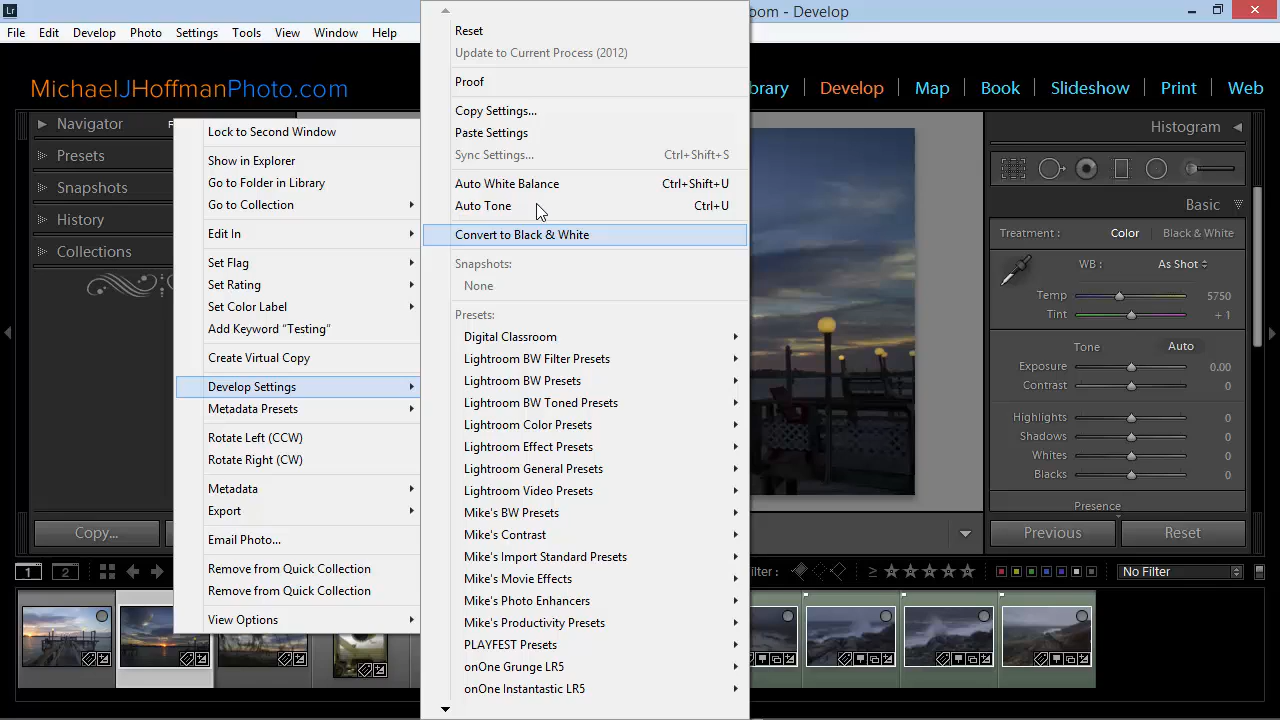 Lr
oom - Develop
File Edit Develop Photo Settings Tools View Window Help
MichaelJHoffmanPhoto.com
brary | Develop | Map | Book | Slideshow | Print | Web
Navigator F
Presets
Snapshots
History
Collections
Copy...
Lock to Second Window
Show in Explorer
Go to Folder in Library
Go to Collection
Edit In
Set Flag
Set Rating
Set Color Label
Add Keyword “Testing”
Create Virtual Copy
Develop Settings
Metadata Presets
Rotate Left (CCW)
Rotate Right (CW)
Metadata
Export
Email Photo...
Remove from Quick Collection
Remove from Quick Collection
View Options
Reset
Update to Current Process (2012)
Proof
Copy Settings...
Paste Settings
Sync Settings... Ctrl+Shift+S
Auto White Balance Ctrl+Shift+U
Auto Tone Ctrl+U
Convert to Black & White
Snapshots:
None
Presets:
Digital Classroom
Lightroom BW Filter Presets
Lightroom BW Presets
Lightroom BW Toned Presets
Lightroom Color Presets
Lightroom Effect Presets
Lightroom General Presets
Lightroom Video Presets
Mike's BW Presets
Mike's Contrast
Mike's Import Standard Presets
Mike's Movie Effects
Mike's Photo Enhancers
Mike's Productivity Presets
PLAYFEST Presets
onOne Grunge LR5
onOne Instantastic LR5
Histogram
Basic
Treatment : Color | Black & White
WB : As Shot
Temp 5750
Tint + 1
Tone Auto
Exposure 0.00
Contrast 0
Highlights 0
Shadows 0
Whites 0
Blacks 0
Presence
Previous Reset
1 2
ilter : ≥ ★★★★★ No Filter